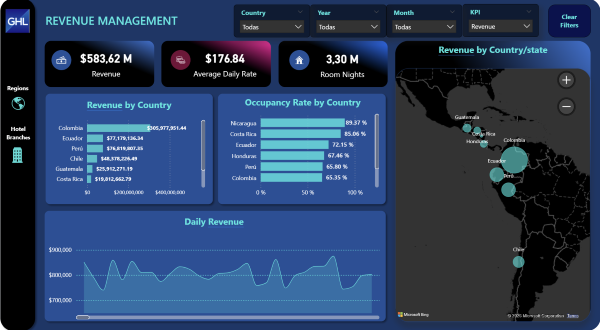 GHL
REVENUE MANAGEMENT
Country
Todas
Year
Todas
Month
Todas
KPI
Revenue
Clear
Filters
$583,62 M
Revenue
$176.84
Average Daily Rate
3,30 M
Room Nights
Regions
Hotel
Branches
Revenue by Country
Colombia $305,977,951.44
Ecuador $77,179,136.24
Perú $76,819,807.35
Chile $48,378,226.49
Guatemala $25,912,271.19
Costa Rica $19,812,662.79
$0 $200,000,000 $400,000,000
Occupancy Rate by Country
Nicaragua 89.37 %
Costa Rica 85.06 %
Ecuador 72.15 %
Honduras 67.46 %
Perú 65.80 %
Colombia 65.35 %
0 % 50 % 100 %
Daily Revenue
$900,000
$800,000
$700,000
Revenue by Country/state
Guatemala
Costa Rica
Honduras
Colombia
Ecuador
Perú
Chile
Microsoft Bing
© 2025 Microsoft Corporation Terms